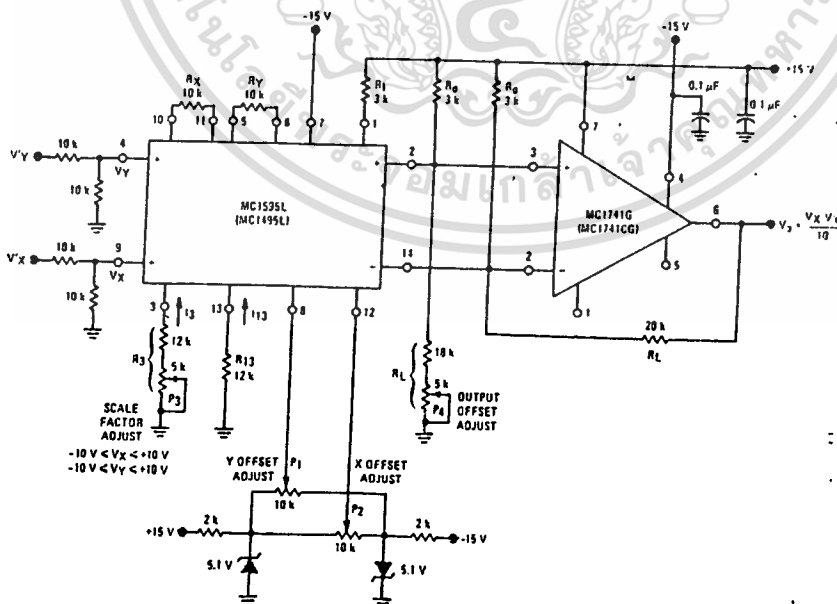 -15 V
-15 V
+15 V
RX
10 k
RY
10 k
R1
3 k
Ro
3 k
Ro
3 k
0.1 µF
0.1 µF
10
11
5
6
7
1
7
V'Y
10 k
4
VY
+
10 k
2
+
3
+
4
MC1595L
(MC1495L)
MC1741G
(MC1741CG)
6
V'X
10 k
9
VX
+
10 k
-
14
2
-
5
1
3
I3
13
I13
8
12
R3
12 k
5 k
P3
R13
12 k
20 k
RL
18 k
RL
5 k
P4
OUTPUT
OFFSET
ADJUST
SCALE
FACTOR
ADJUST
-10 V < VX < +10 V
-10 V < VY < +10 V
Y OFFSET
ADJUST
P1
X OFFSET
ADJUST
10 k
P2
+15 V
2 k
10 k
2 k
-15 V
5.1 V
5.1 V